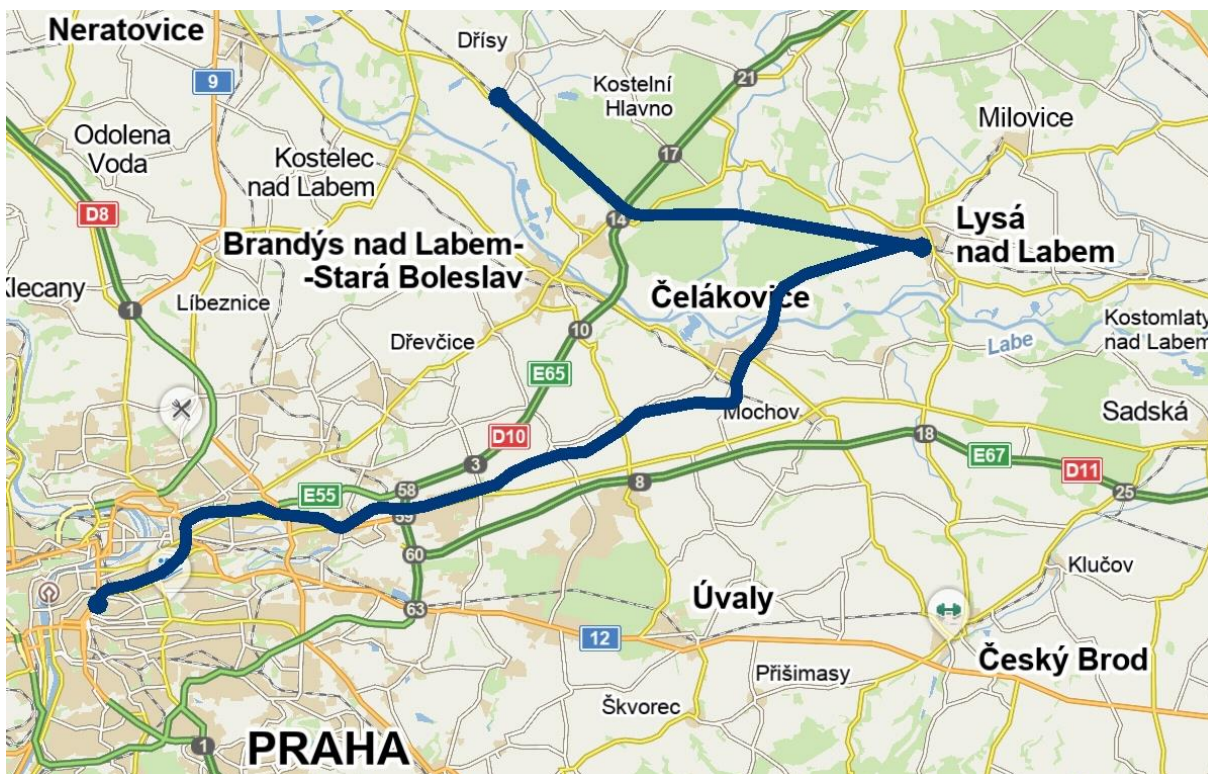 Neratovice
Dřísy
21
9
Kostelní
Hlavno
Milovice
Odolena
Voda
Kostelec
nad Labem
17
D8
14
Lysá
nad Labem
Brandýs nad Labem-
-Stará Boleslav
Klecany
Líbeznice
1
Čelákovice
10
Dřevčice
Labe
Kostomlaty
nad Labem
E65
Mochov
Sadská
D10
18
E67
3
D11
8
58
E55
25
59
60
Klučov
63
Úvaly
12
Český Brod
Přišimasy
Škvorec
PRAHA
1